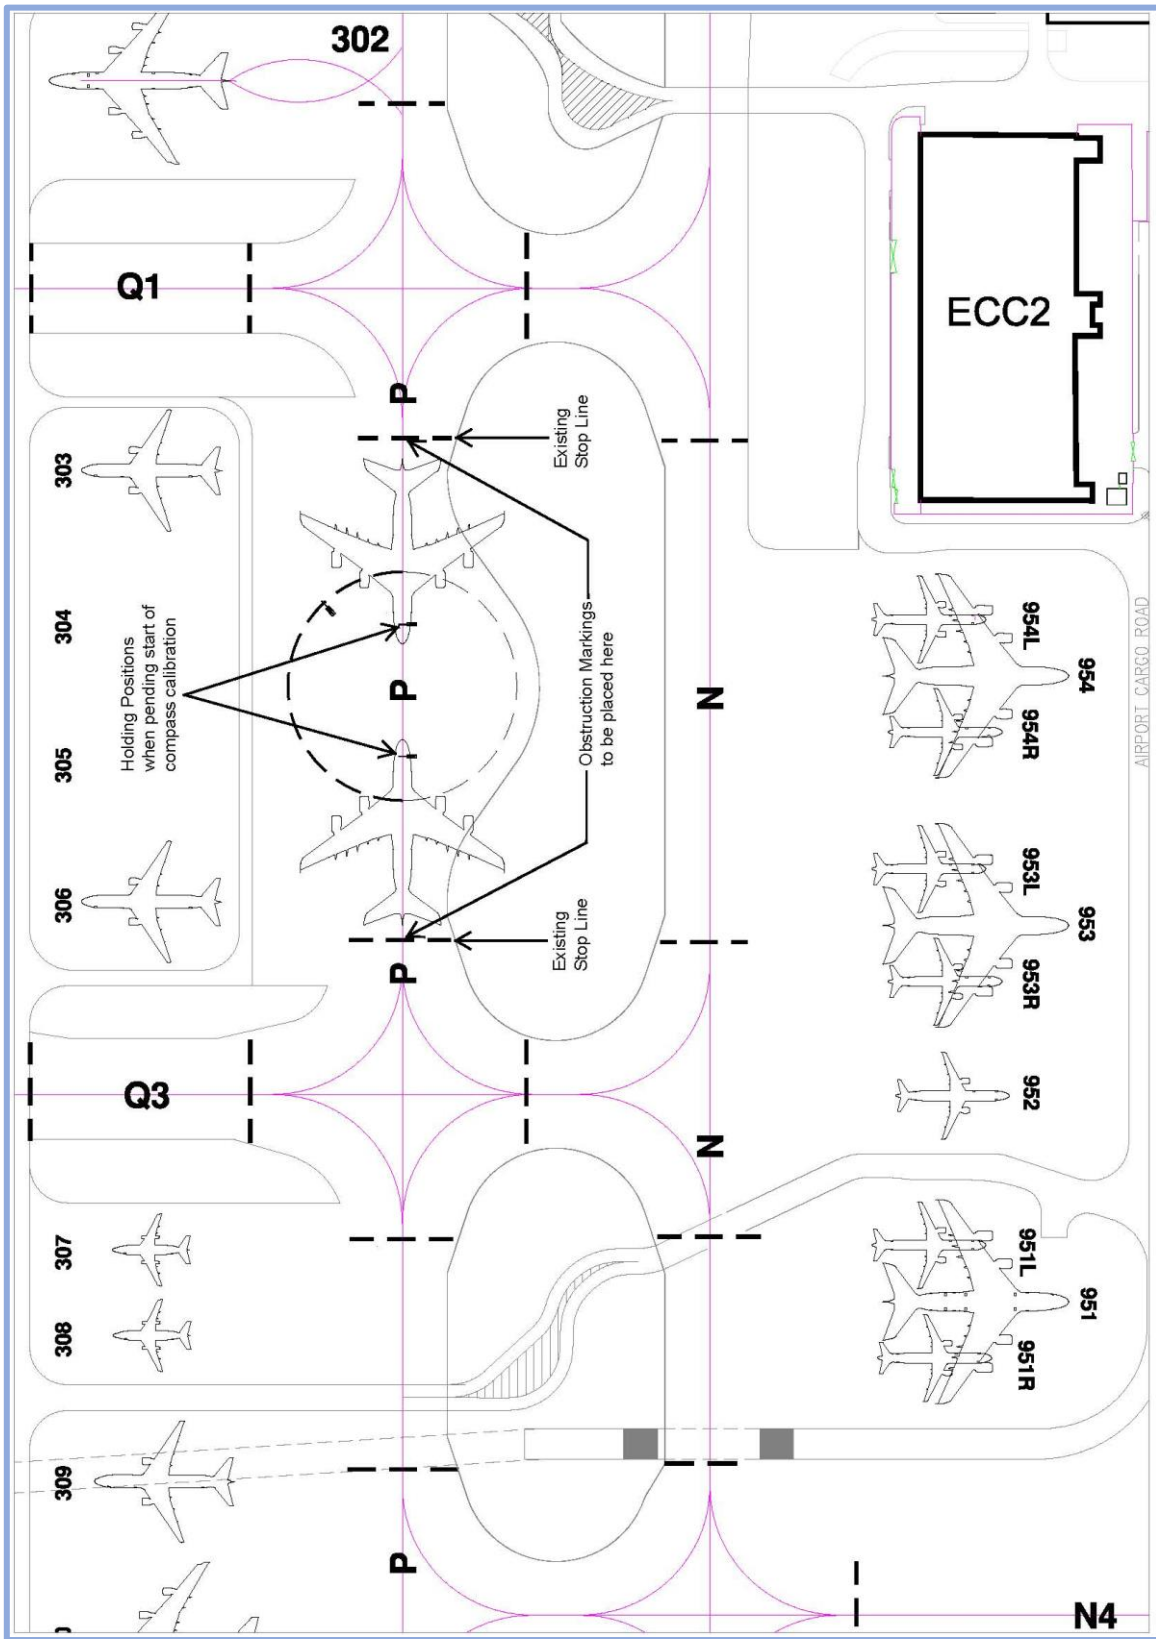 302
Q1
ECC2
P
303
Existing
Stop Line
304
Holding Positions
when pending start of
compass calibration
P
Obstruction Markings
to be placed here
N
954L
954
954R
AIRPORT CARGO ROAD
305
306
953L
953
953R
Existing
Stop Line
P
Q3
N
952
307
308
951L
951
951R
309
P
N4